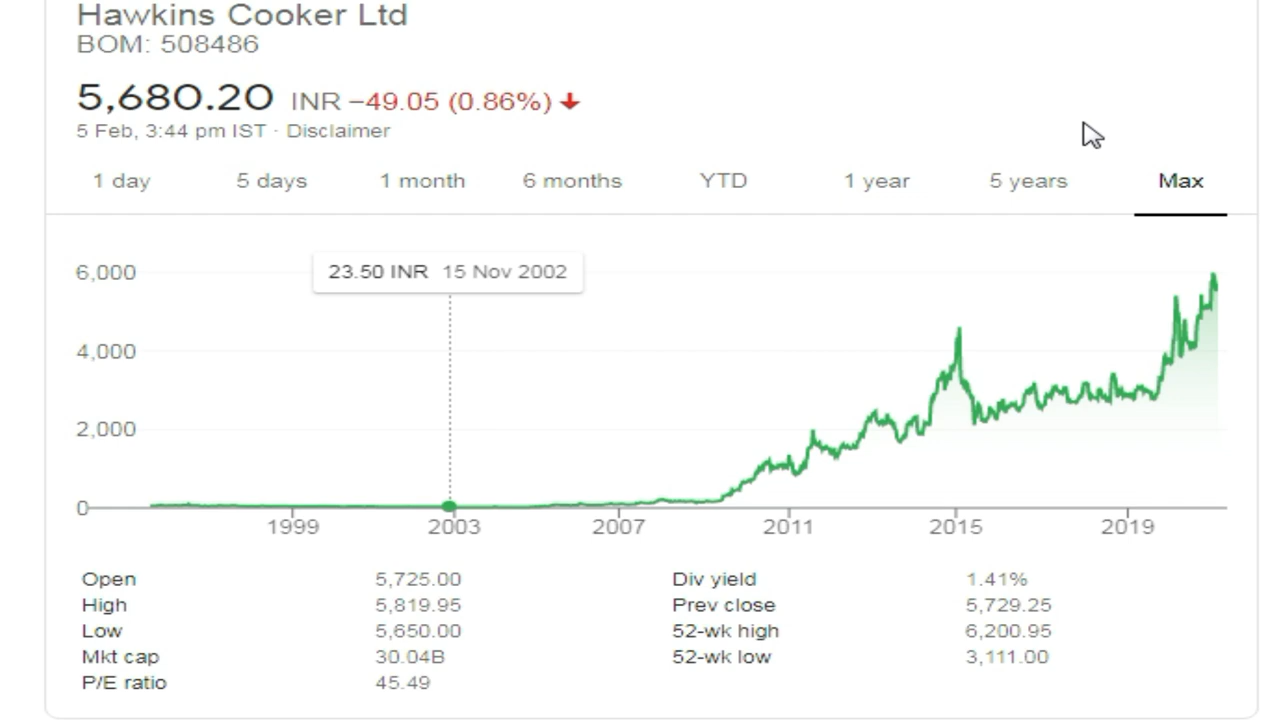 Hawkins Cooker Ltd
BOM: 508486
5,680.20 INR −49.05 (0.86%)
5 Feb, 3:44 pm IST · Disclaimer
1 day 5 days 1 month 6 months YTD 1 year 5 years Max
23.50 INR 15 Nov 2002
6,000
4,000
2,000
0
1999 2003 2007 2011 2015 2019
Open 5,725.00 Div yield 1.41%
High 5,819.95 Prev close 5,729.25
Low 5,650.00 52-wk high 6,200.95
Mkt cap 30.04B 52-wk low 3,111.00
P/E ratio 45.49